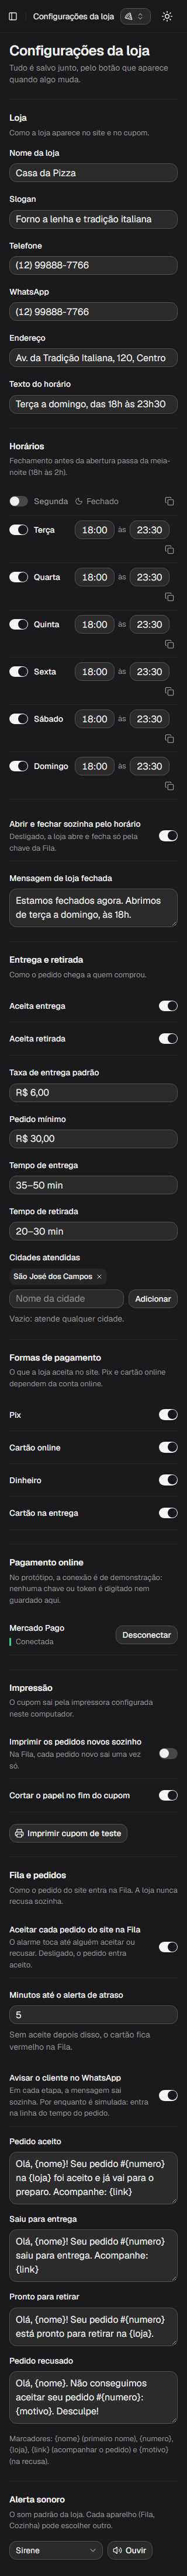 Configurações da loja
Configurações da loja
Tudo é salvo junto, pelo botão que aparece
quando algo muda.
Loja
Como a loja aparece no site e no cupom.
Nome da loja
Casa da Pizza
Slogan
Forno a lenha e tradição italiana
Telefone
(12) 99888-7766
WhatsApp
(12) 99888-7766
Endereço
Av. da Tradição Italiana, 120, Centro
Texto do horário
Terça a domingo, das 18h às 23h30
Horários
Fechamento antes da abertura passa da meia-
noite (18h às 2h).
Segunda Fechado
Terça 18:00 às 23:30
Quarta 18:00 às 23:30
Quinta 18:00 às 23:30
Sexta 18:00 às 23:30
Sábado 18:00 às 23:30
Domingo 18:00 às 23:30
Abrir e fechar sozinha pelo horário
Desligado, a loja abre e fecha só pela
chave da Fila.
Mensagem de loja fechada
Estamos fechados agora. Abrimos
de terça a domingo, às 18h.
Entrega e retirada
Como o pedido chega a quem comprou.
Aceita entrega
Aceita retirada
Taxa de entrega padrão
R$ 6,00
Pedido mínimo
R$ 30,00
Tempo de entrega
35–50 min
Tempo de retirada
20–30 min
Cidades atendidas
São José dos Campos ×
Nome da cidade Adicionar
Vazio: atende qualquer cidade.
Formas de pagamento
O que a loja aceita no site. Pix e cartão online
dependem da conta online.
Pix
Cartão online
Dinheiro
Cartão na entrega
Pagamento online
No protótipo, a conexão é de demonstração:
nenhuma chave ou token é digitado nem
guardado aqui.
Mercado Pago
Conectada
Desconectar
Impressão
O cupom sai pela impressora configurada
neste computador.
Imprimir os pedidos novos sozinho
Na Fila, cada pedido novo sai uma vez
só.
Cortar o papel no fim do cupom
Imprimir cupom de teste
Fila e pedidos
Como o pedido do site entra na Fila. A loja nunca
recusa sozinha.
Aceitar cada pedido do site na Fila
O alarme toca até alguém aceitar ou
recusar. Desligado, o pedido entra
aceito.
Minutos até o alerta de atraso
5
Sem aceite depois disso, o cartão fica
vermelho na Fila.
Avisar o cliente no WhatsApp
Em cada etapa, a mensagem sai
sozinha. Por enquanto é simulada: entra
na linha do tempo do pedido.
Pedido aceito
Olá, {nome}! Seu pedido #{numero}
na {loja} foi aceito e já vai para o
preparo. Acompanhe: {link}
Saiu para entrega
Olá, {nome}! Seu pedido #{numero}
saiu para entrega. Acompanhe:
{link}
Pronto para retirar
Olá, {nome}! Seu pedido #{numero}
está pronto para retirar na {loja}.
Pedido recusado
Olá, {nome}. Não conseguimos
aceitar seu pedido #{numero}:
{motivo}. Desculpe!
Marcadores: {nome} (primeiro nome), {numero},
{loja}, {link} (acompanhar o pedido) e {motivo}
(na recusa).
Alerta sonoro
O som padrão da loja. Cada aparelho (Fila,
Cozinha) pode escolher outro.
Sirene Ouvir